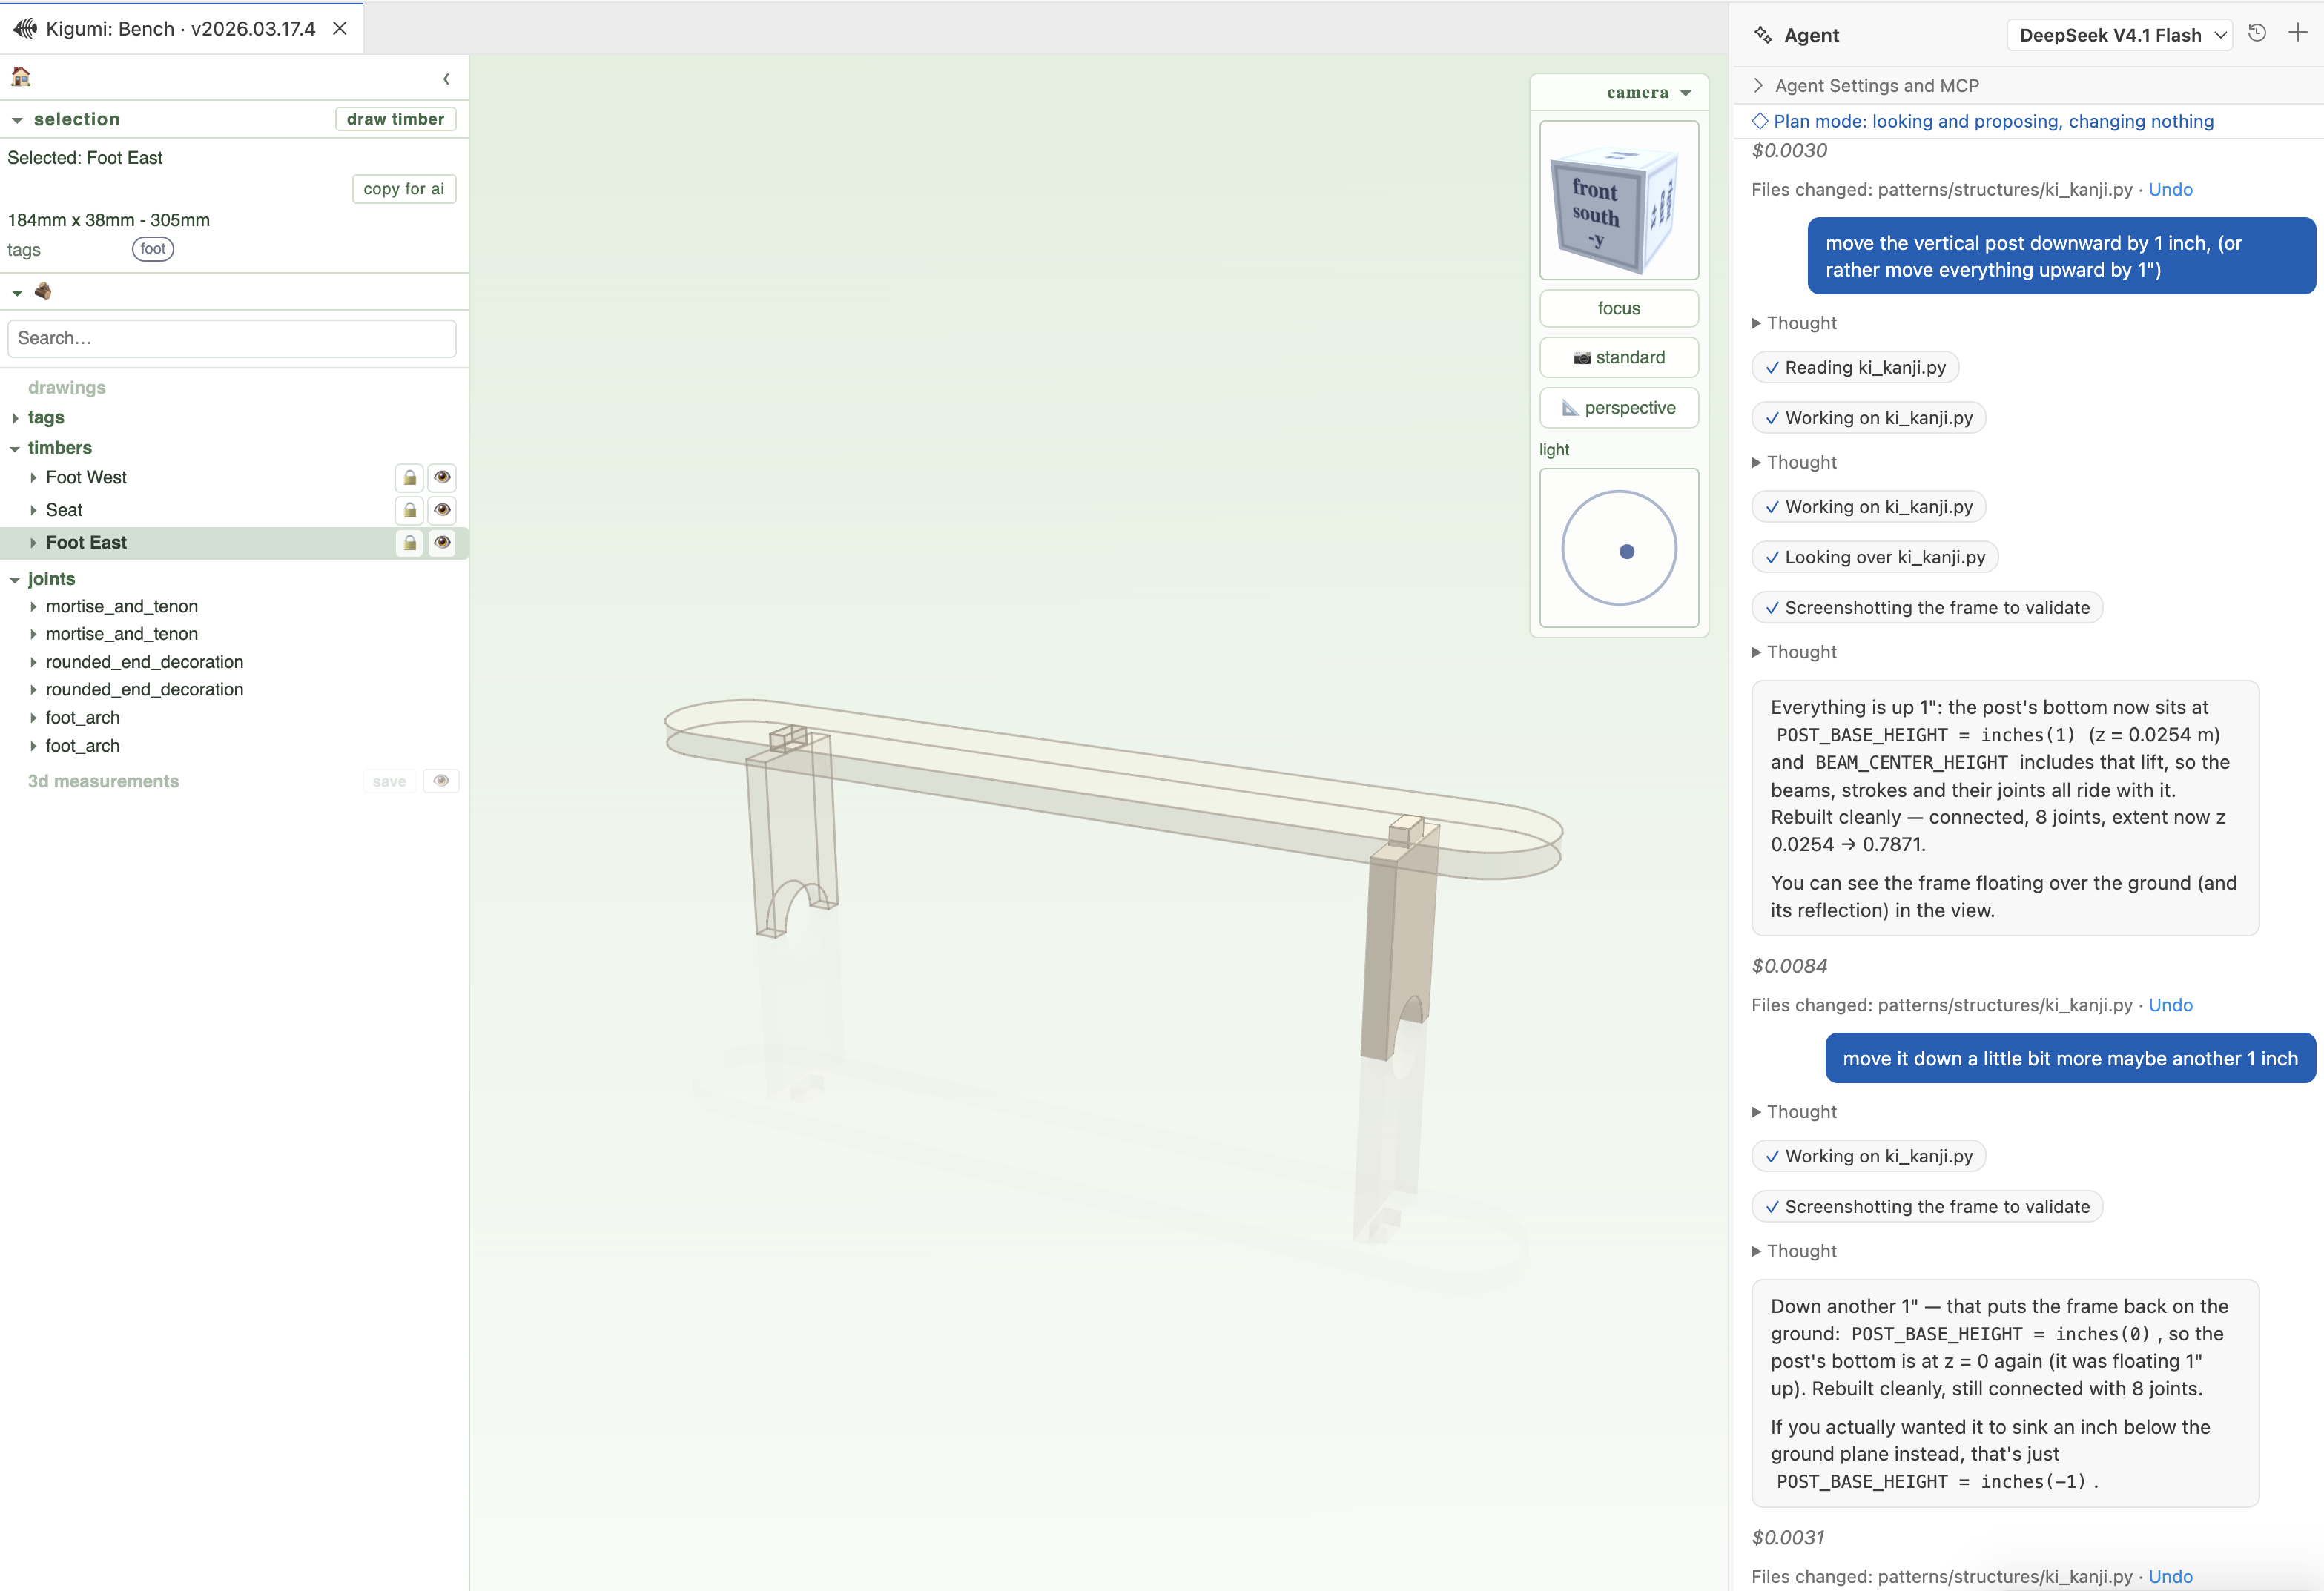 Kigumi: Bench · v2026.03.17.4
selection
draw timber
Selected: Foot East
copy for ai
184mm x 38mm - 305mm
tags
foot
Search…
drawings
tags
timbers
Foot West
Seat
Foot East
joints
mortise_and_tenon
mortise_and_tenon
rounded_end_decoration
rounded_end_decoration
foot_arch
foot_arch
3d measurements
save
camera
front
south
-y
focus
standard
perspective
light
Agent
DeepSeek V4.1 Flash
Agent Settings and MCP
Plan mode: looking and proposing, changing nothing
$0.0030
Files changed: patterns/structures/ki_kanji.py · Undo
move the vertical post downward by 1 inch, (or
rather move everything upward by 1")
Thought
Reading ki_kanji.py
Working on ki_kanji.py
Thought
Working on ki_kanji.py
Looking over ki_kanji.py
Screenshotting the frame to validate
Thought
Everything is up 1": the post's bottom now sits at
POST_BASE_HEIGHT = inches(1) (z = 0.0254 m)
and BEAM_CENTER_HEIGHT includes that lift, so the
beams, strokes and their joints all ride with it.
Rebuilt cleanly — connected, 8 joints, extent now z
0.0254 → 0.7871.
You can see the frame floating over the ground (and
its reflection) in the view.
$0.0084
Files changed: patterns/structures/ki_kanji.py · Undo
move it down a little bit more maybe another 1 inch
Thought
Working on ki_kanji.py
Screenshotting the frame to validate
Thought
Down another 1" — that puts the frame back on the
ground: POST_BASE_HEIGHT = inches(0) , so the
post's bottom is at z = 0 again (it was floating 1"
up). Rebuilt cleanly, still connected with 8 joints.
If you actually wanted it to sink an inch below the
ground plane instead, that's just
POST_BASE_HEIGHT = inches(-1) .
$0.0031
Files changed: patterns/structures/ki_kanji.py · Undo